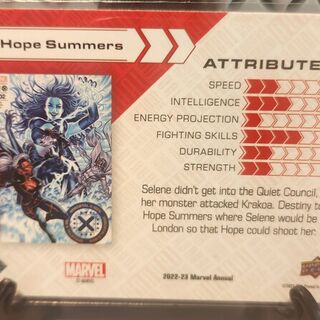 Hope Summers
ATTRIBUTE
SPEED
INTELLIGENCE
ENERGY PROJECTION
FIGHTING SKILLS
DURABILITY
STRENGTH
Selene didn't get into the Quiet Council,
her monster attacked Krakoa. Destiny to
Hope Summers where Selene would be
London so that Hope could shoot her.
MARVEL
2022-23 Marvel Annual